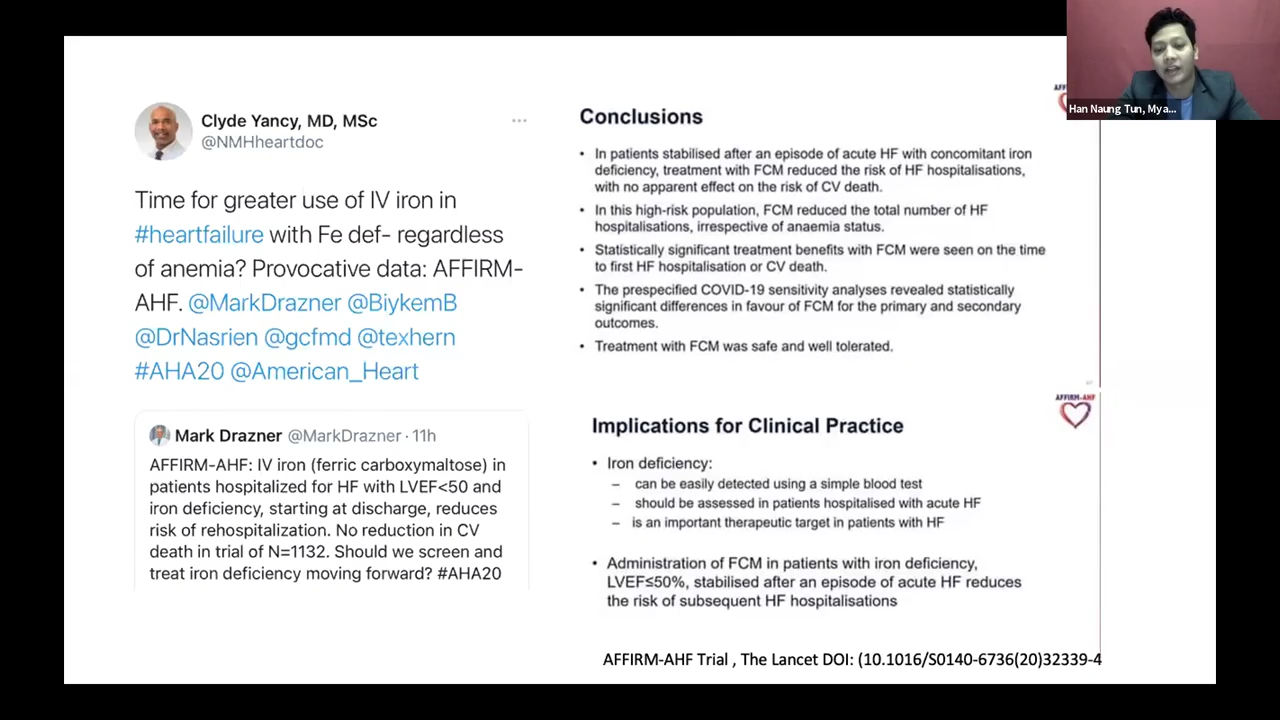 Clyde Yancy, MD, MSc
@NMHheartdoc
Time for greater use of IV iron in
#heartfailure with Fe def- regardless
of anemia? Provocative data: AFFIRM-
AHF. @MarkDrazner @BiykemB
@DrNasrien @gcfmd @texhern
#AHA20 @American_Heart
Mark Drazner @MarkDrazner · 11h
AFFIRM-AHF: IV iron (ferric carboxymaltose) in
patients hospitalized for HF with LVEF<50 and
iron deficiency, starting at discharge, reduces
risk of rehospitalization. No reduction in CV
death in trial of N=1132. Should we screen and
treat iron deficiency moving forward? #AHA20
Conclusions
• In patients stabilised after an episode of acute HF with concomitant iron
deficiency, treatment with FCM reduced the risk of HF hospitalisations,
with no apparent effect on the risk of CV death.
• In this high-risk population, FCM reduced the total number of HF
hospitalisations, irrespective of anaemia status.
• Statistically significant treatment benefits with FCM were seen on the time
to first HF hospitalisation or CV death.
• The prespecified COVID-19 sensitivity analyses revealed statistically
significant differences in favour of FCM for the primary and secondary
outcomes.
• Treatment with FCM was safe and well tolerated.
AFFIRM-AHF
Implications for Clinical Practice
• Iron deficiency:
– can be easily detected using a simple blood test
– should be assessed in patients hospitalised with acute HF
– is an important therapeutic target in patients with HF
• Administration of FCM in patients with iron deficiency,
LVEF≤50%, stabilised after an episode of acute HF reduces
the risk of subsequent HF hospitalisations
AFFIRM-AHF Trial , The Lancet DOI: (10.1016/S0140-6736(20)32339-4
Han Naung Tun, Mya...